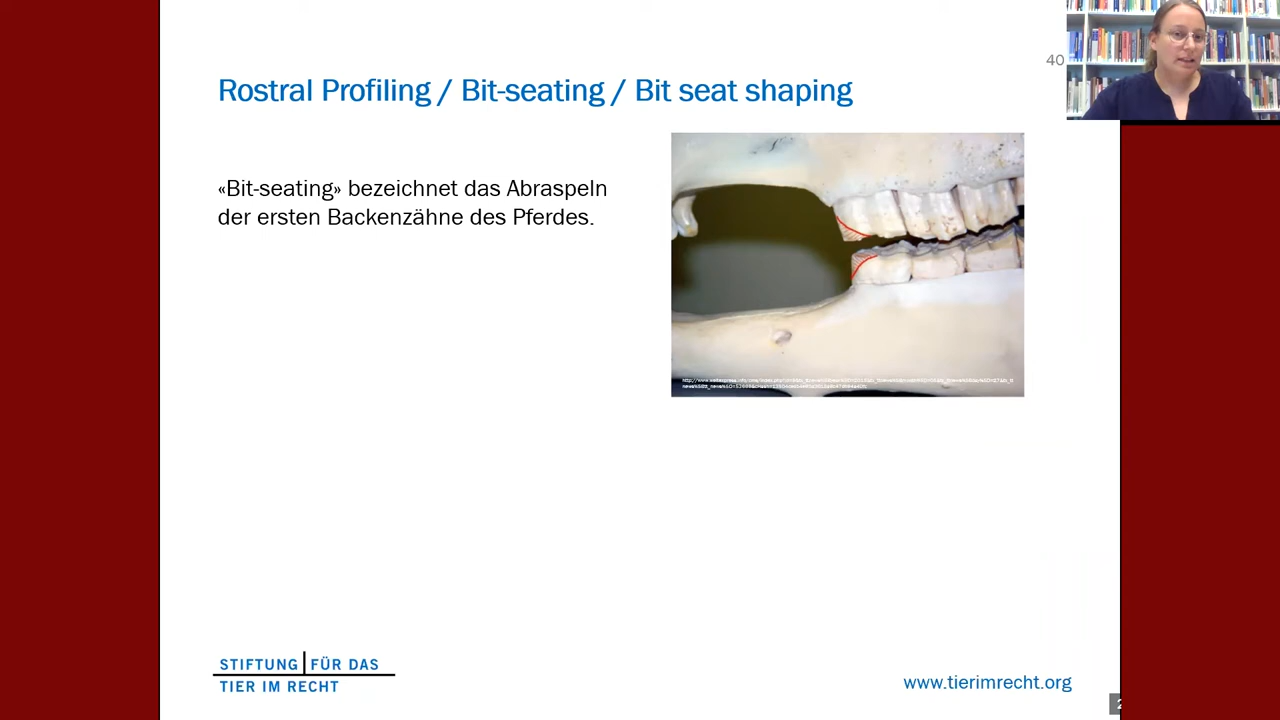 40
Rostral Profiling / Bit-seating / Bit seat shaping
«Bit-seating» bezeichnet das Abraspeln
der ersten Backenzähne des Pferdes.
STIFTUNG FÜR DAS
TIER IM RECHT
www.tierimrecht.org
2